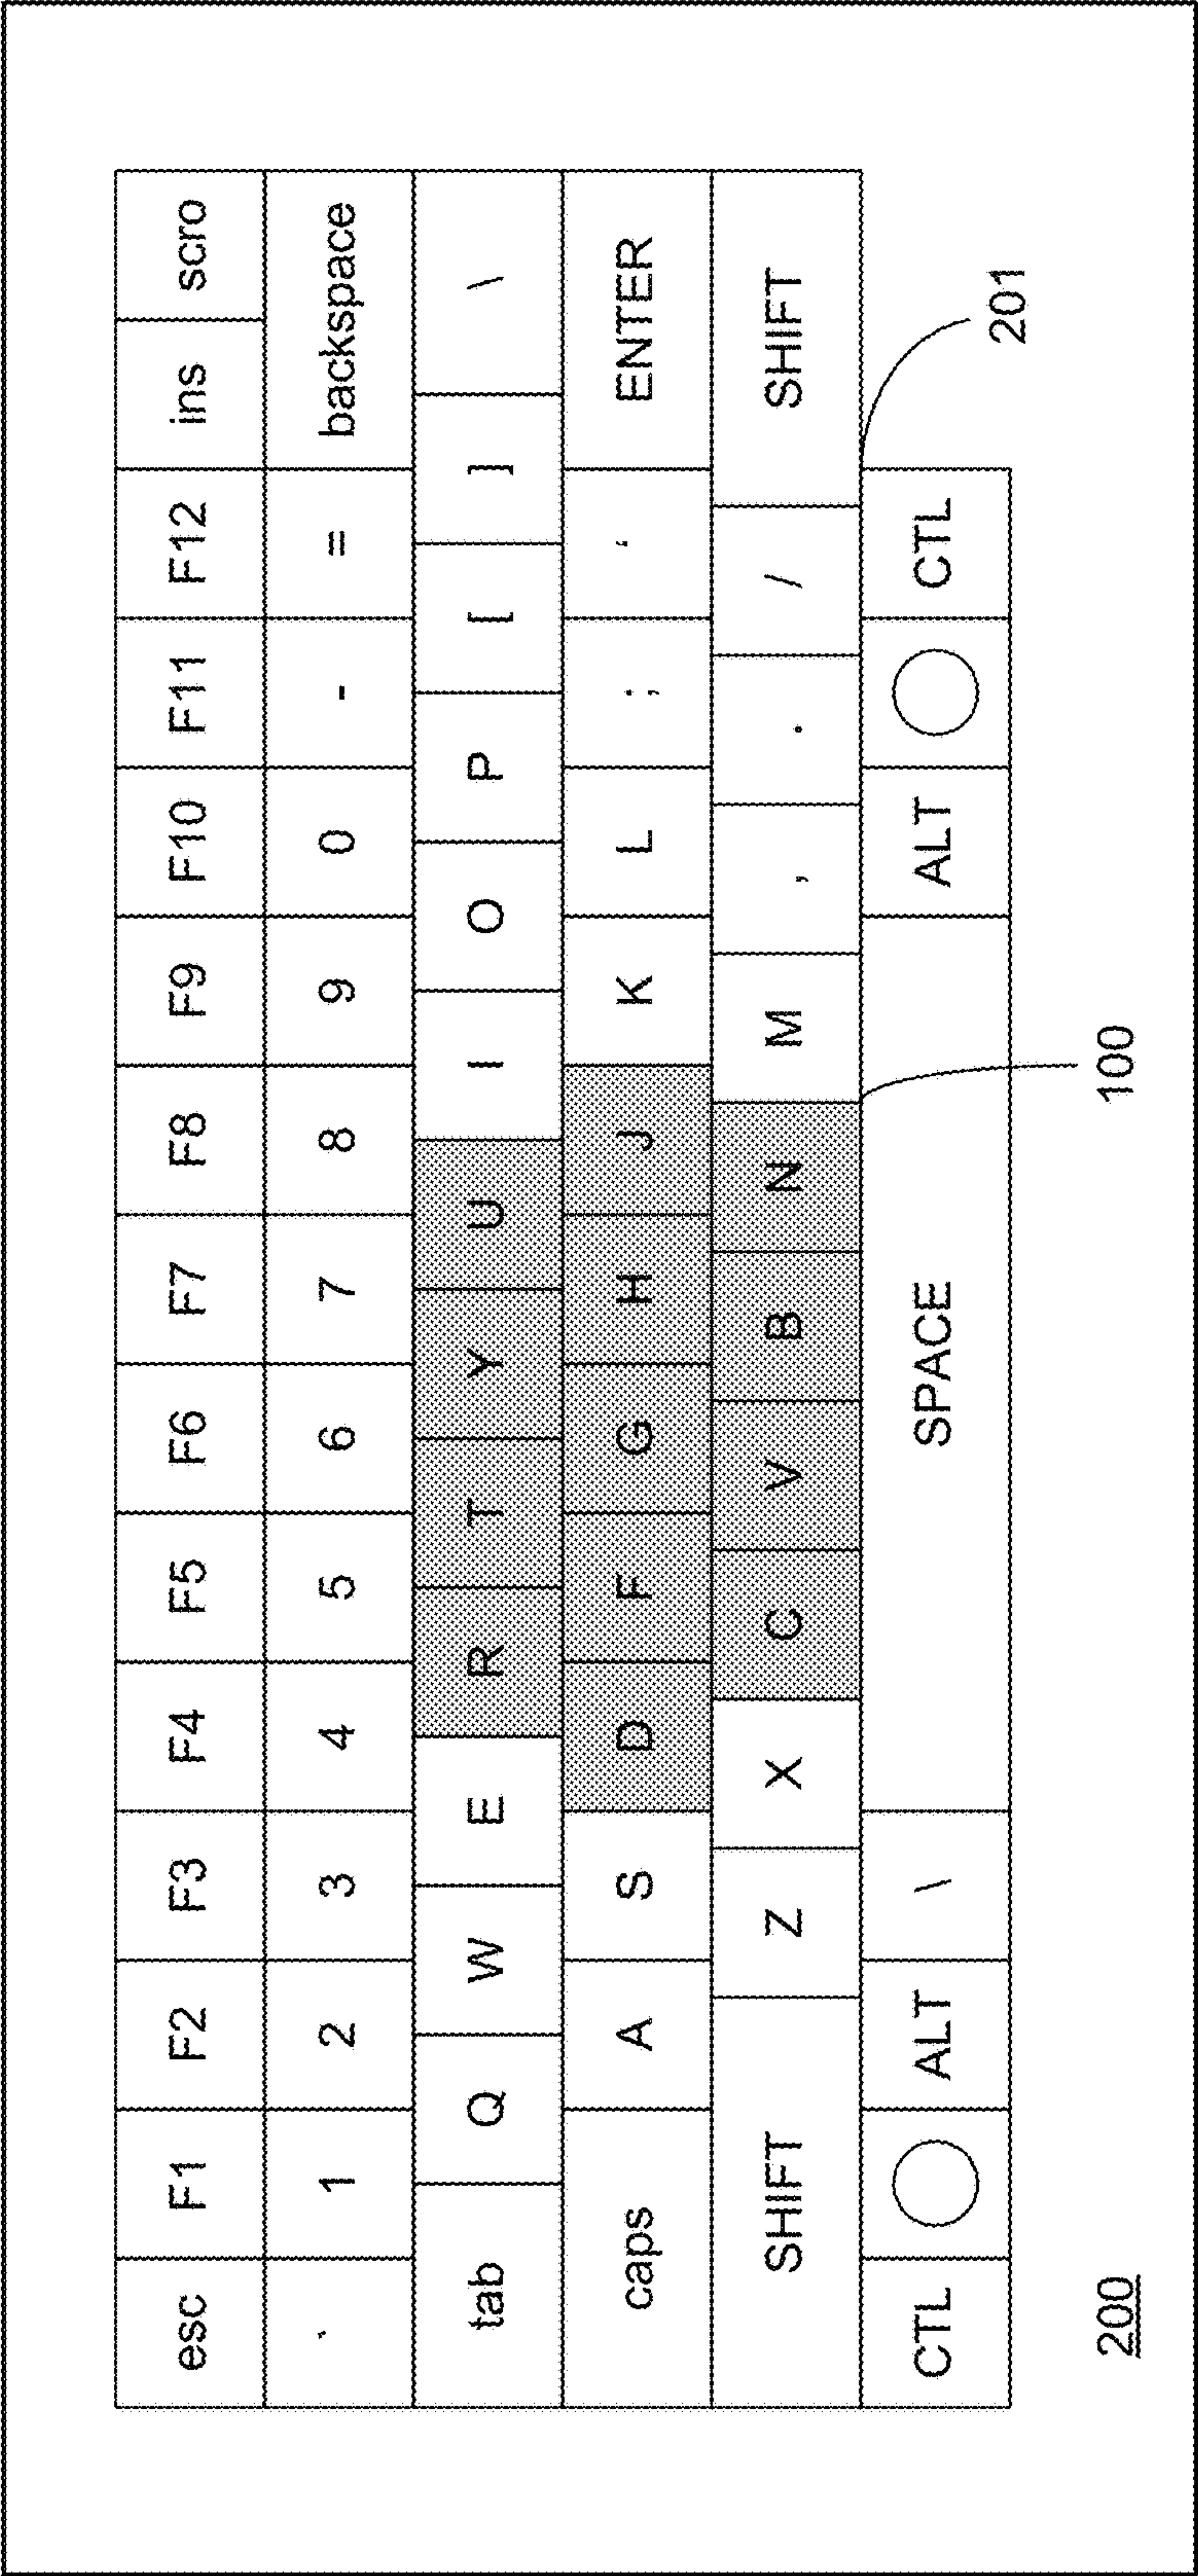 esc F1 F2 F3 F4 F5 F6 F7 F8 F9 F10 F11 F12 ins scro
` 1 2 3 4 5 6 7 8 9 0 - = backspace
tab Q W E R T Y U I O P [ ] \
caps A S D F G H J K L ; ‘ ENTER
SHIFT Z X C V B N M , . / SHIFT
CTL ALT \ SPACE ALT CTL
201
100
200